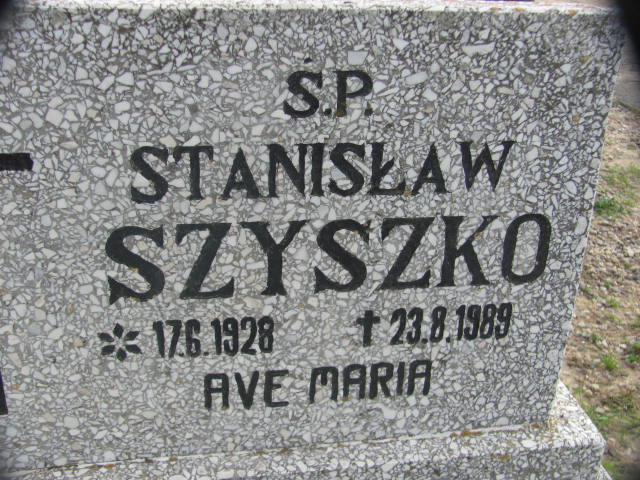 Ś.P.
STANISŁAW
SZYSZKO
* 17.6.1928 † 23.8.1989
AVE MARIA